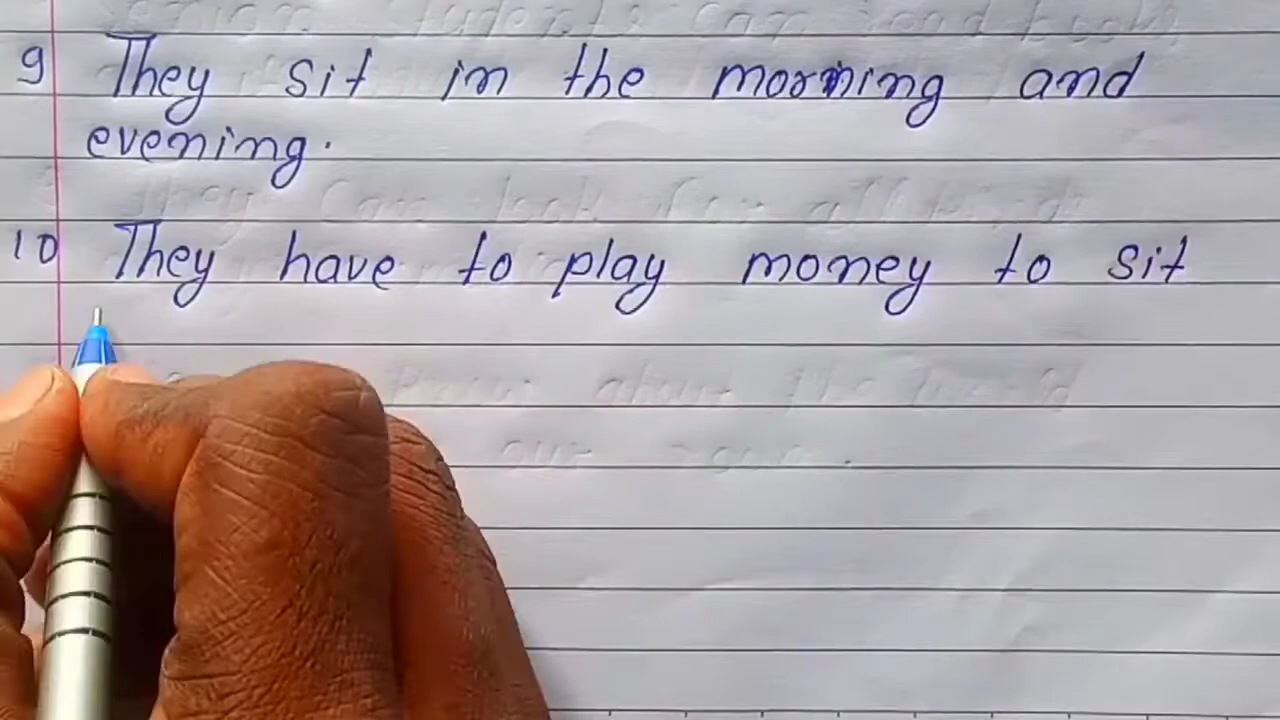 9 They sit in the morning and
evening.
10 They have to play money to sit